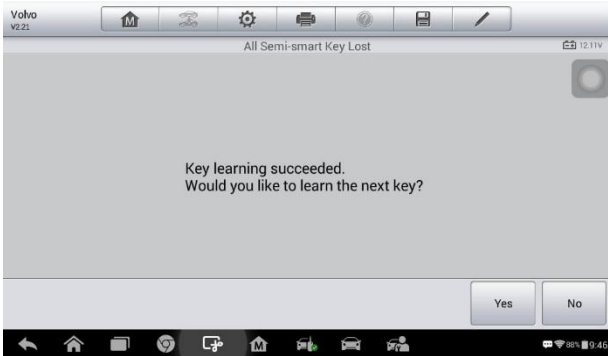 Volvo
V2.21
All Semi-smart Key Lost
12.11V
Key learning succeeded.
Would you like to learn the next key?
Yes
No
88% 9:46